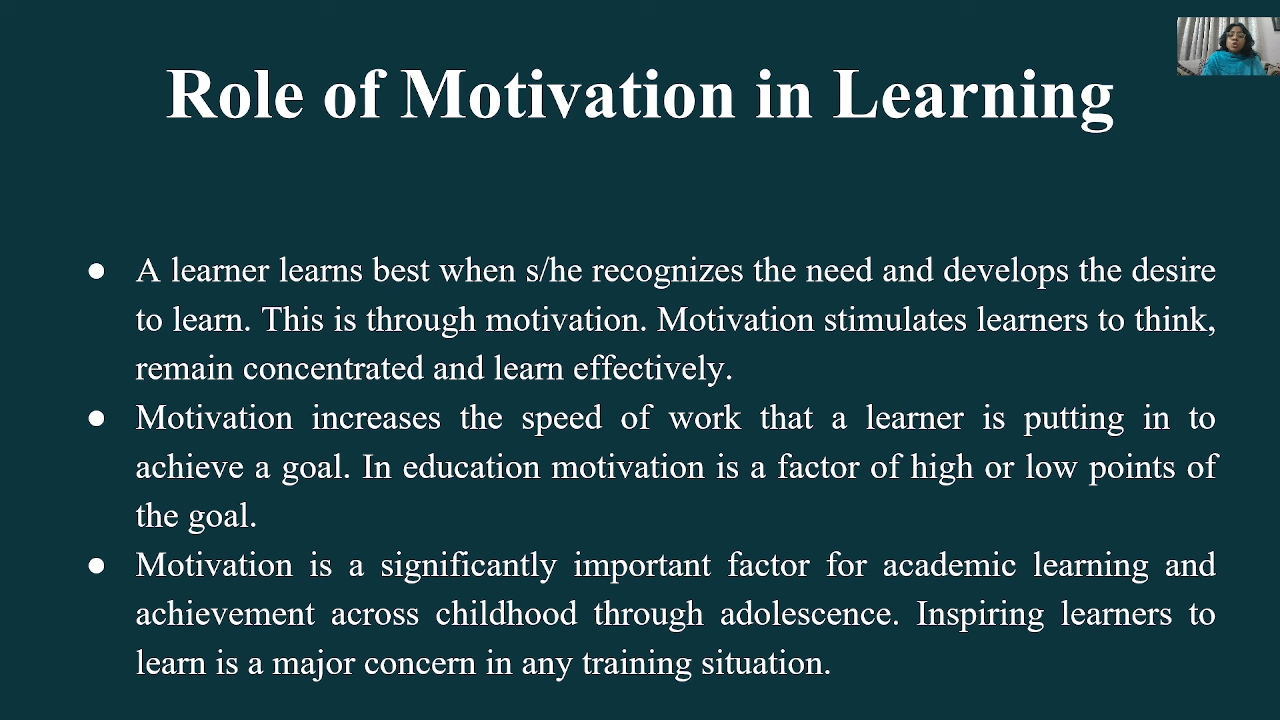 Role of Motivation in Learning
● A learner learns best when s/he recognizes the need and develops the desire
to learn. This is through motivation. Motivation stimulates learners to think,
remain concentrated and learn effectively.
● Motivation increases the speed of work that a learner is putting in to
achieve a goal. In education motivation is a factor of high or low points of
the goal.
● Motivation is a significantly important factor for academic learning and
achievement across childhood through adolescence. Inspiring learners to
learn is a major concern in any training situation.